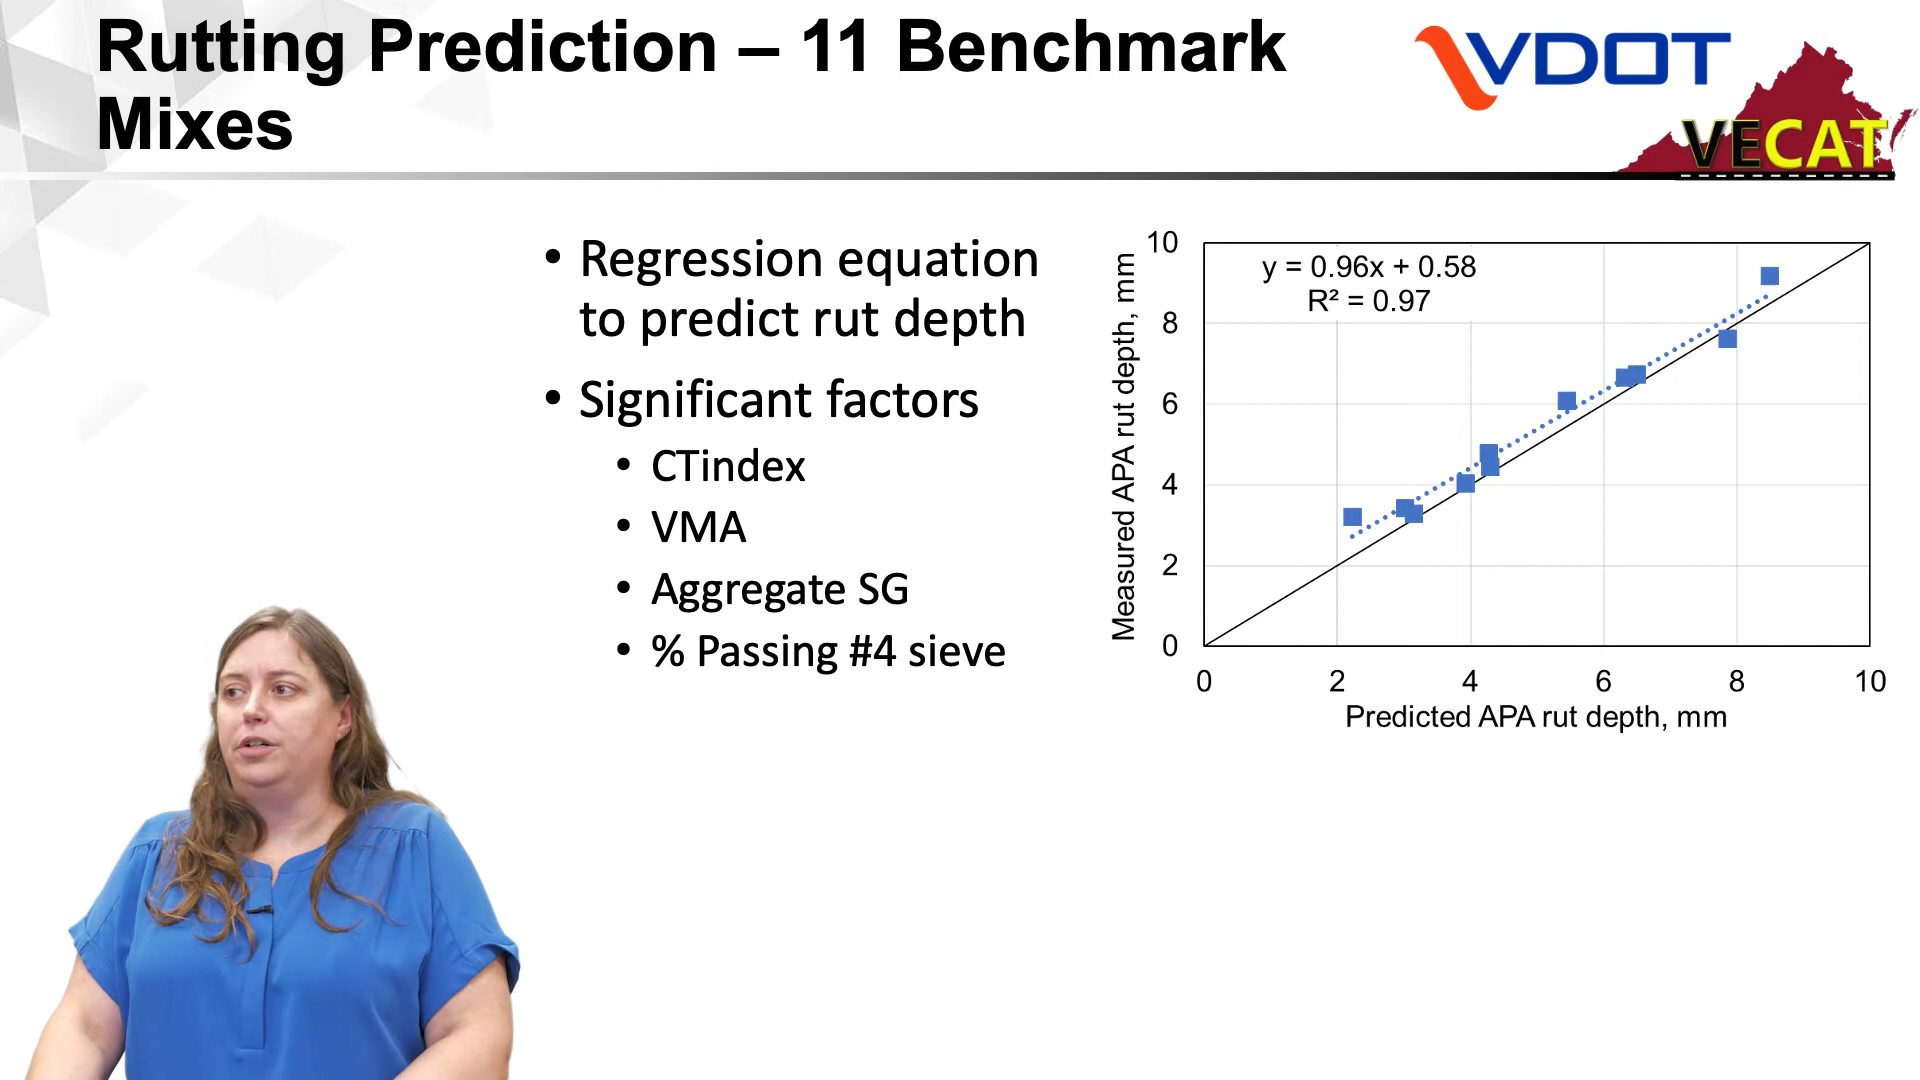 Rutting Prediction – 11 Benchmark
Mixes
VDOT
VECAT
• Regression equation
to predict rut depth
• Significant factors
• CTindex
• VMA
• Aggregate SG
• % Passing #4 sieve
y = 0.96x + 0.58
R² = 0.97
Measured APA rut depth, mm
10
8
6
4
2
0
0 2 4 6 8 10
Predicted APA rut depth, mm